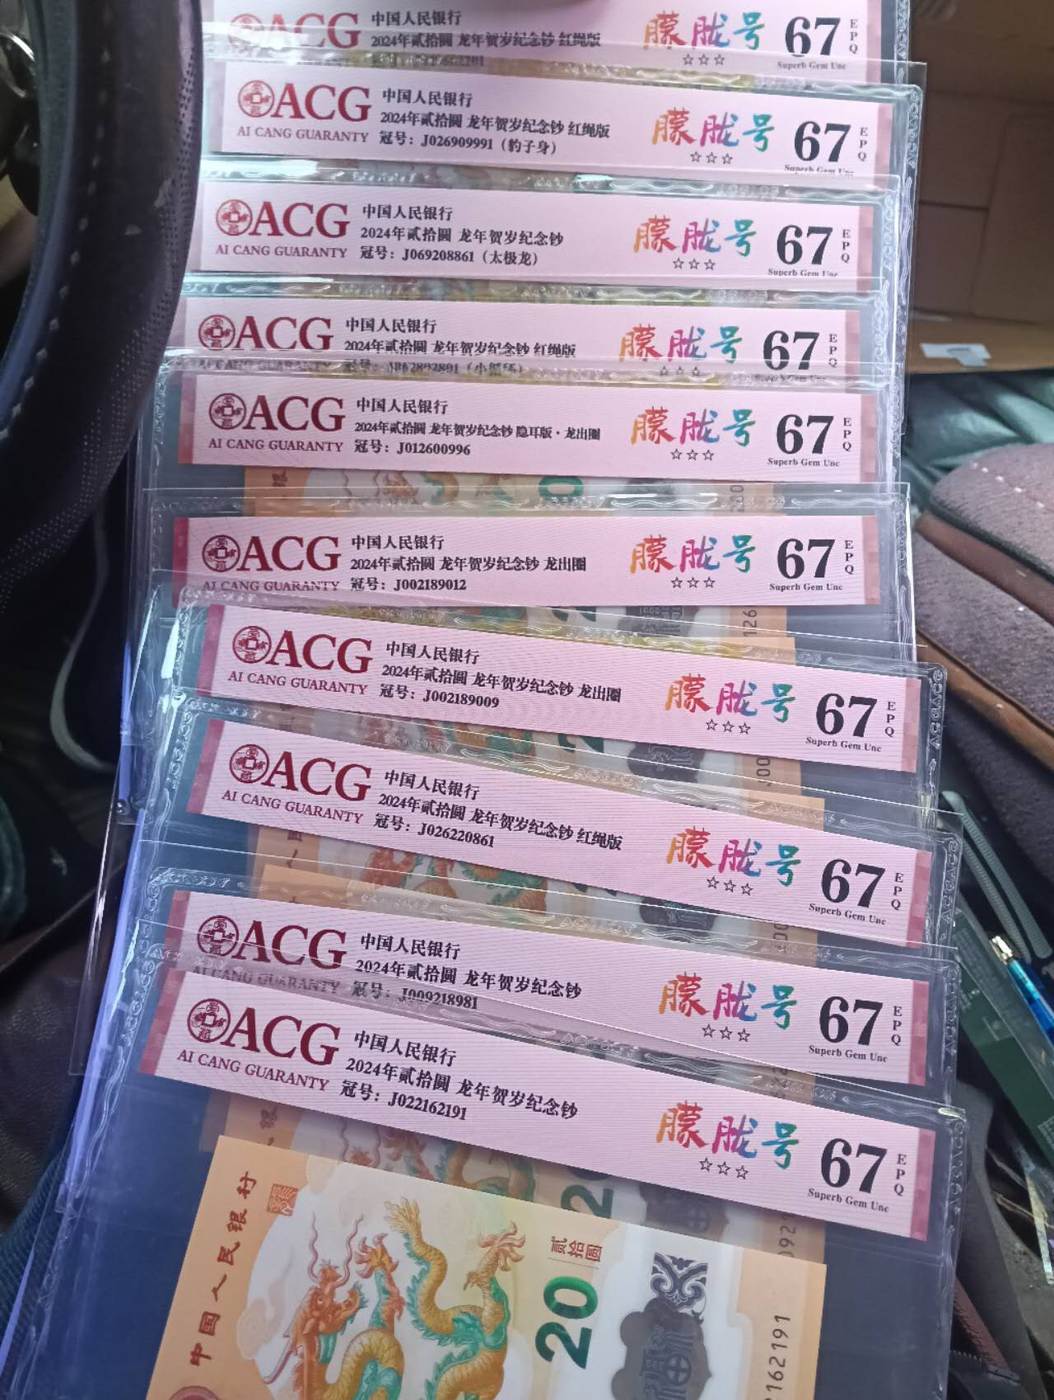 ACG
中国人民银行
2024年贰拾圆 龙年贺岁纪念钞 红绳版
朦胧号
☆☆☆
67
EPQ
Superb Gem Unc
ACG
AI CANG GUARANTY
中国人民银行
2024年贰拾圆 龙年贺岁纪念钞 红绳版
冠号：J026909991（豹子身）
朦胧号
☆☆☆
67
EPQ
Superb Gem Unc
ACG
AI CANG GUARANTY
中国人民银行
2024年贰拾圆 龙年贺岁纪念钞
冠号：J069208861（太极龙）
朦胧号
☆☆☆
67
EPQ
Superb Gem Unc
ACG
中国人民银行
2024年贰拾圆 龙年贺岁纪念钞 红绳版
朦胧号
☆☆☆
67
EPQ
ACG
AI CANG GUARANTY
中国人民银行
2024年贰拾圆 龙年贺岁纪念钞 隐耳版·龙出圈
冠号：J012600996
朦胧号
☆☆☆
67
EPQ
Superb Gem Unc
ACG
AI CANG GUARANTY
中国人民银行
2024年贰拾圆 龙年贺岁纪念钞 龙出圈
冠号：J002189012
朦胧号
☆☆☆
67
EPQ
Superb Gem Unc
ACG
AI CANG GUARANTY
中国人民银行
2024年贰拾圆 龙年贺岁纪念钞 龙出圈
冠号：J002189009
朦胧号
☆☆☆
67
EPQ
Superb Gem Unc
ACG
AI CANG GUARANTY
中国人民银行
2024年贰拾圆 龙年贺岁纪念钞 红绳版
冠号：J026220861
朦胧号
☆☆☆
67
EPQ
Superb Gem Unc
ACG
AI CANG GUARANTY
中国人民银行
2024年贰拾圆 龙年贺岁纪念钞
冠号：J009218981
朦胧号
☆☆☆
67
EPQ
Superb Gem Unc
ACG
AI CANG GUARANTY
中国人民银行
2024年贰拾圆 龙年贺岁纪念钞
冠号：J022162191
朦胧号
☆☆☆
67
EPQ
Superb Gem Unc
中国人民银行
贰拾圆
20
162191